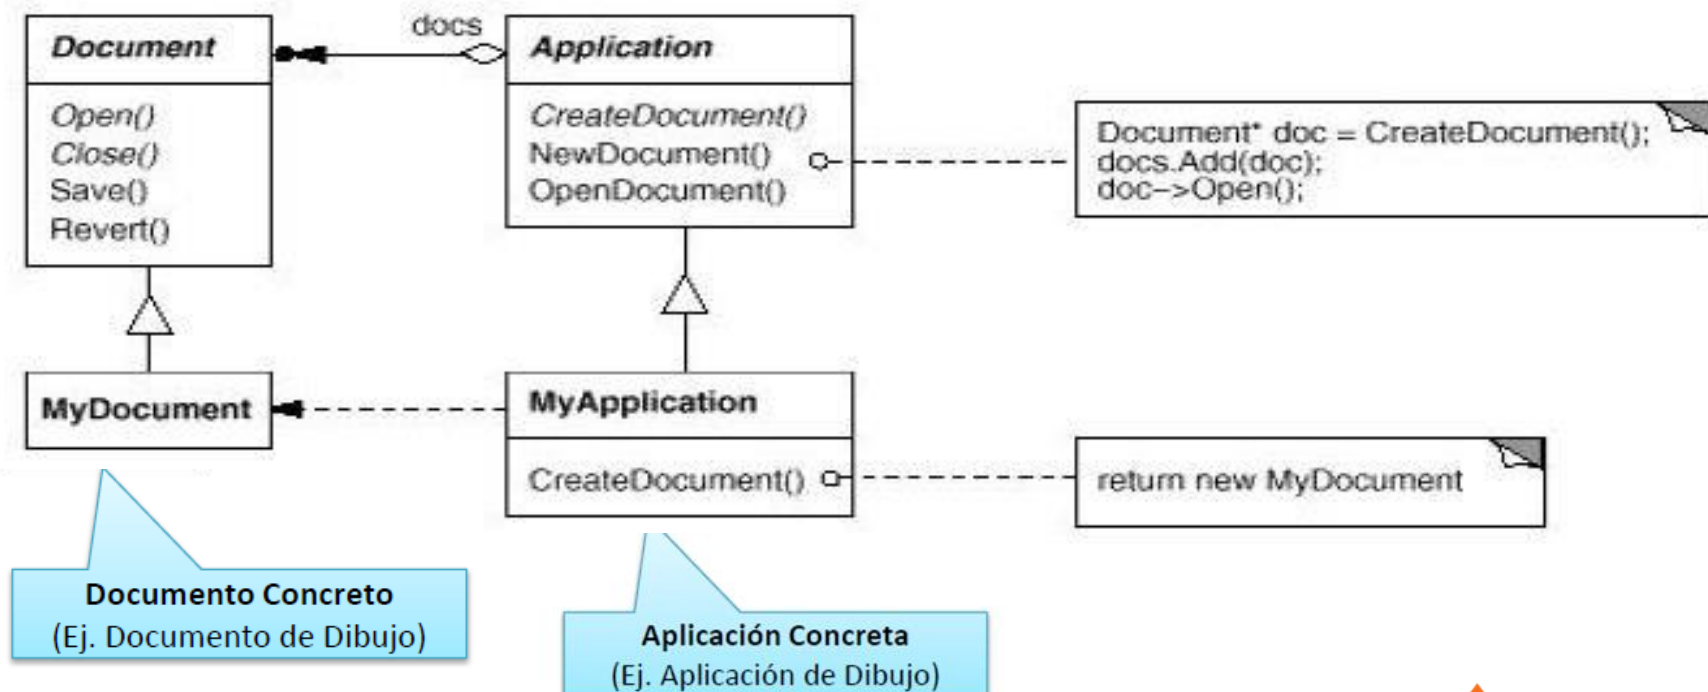 docs
Document
Open()
Close()
Save()
Revert()
Application
CreateDocument()
NewDocument()
OpenDocument()
Document* doc = CreateDocument();
docs.Add(doc);
doc->Open();
MyDocument
MyApplication
CreateDocument()
return new MyDocument
Documento Concreto
(Ej. Documento de Dibujo)
Aplicación Concreta
(Ej. Aplicación de Dibujo)